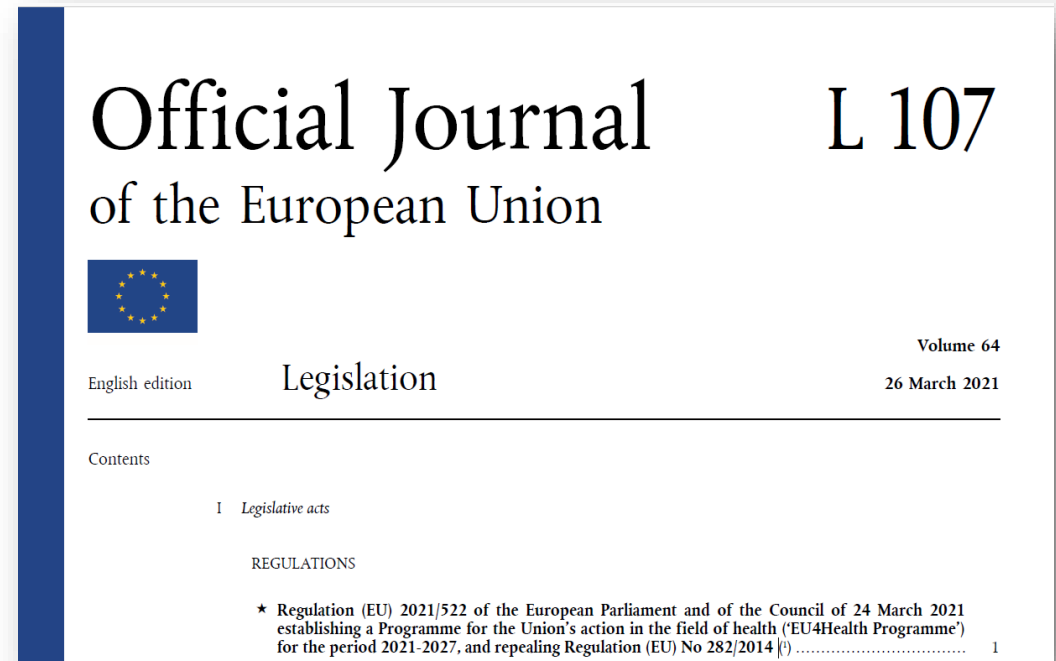 Official Journal L 107
of the European Union
Volume 64
English edition Legislation 26 March 2021
Contents
I Legislative acts
REGULATIONS
★ Regulation (EU) 2021/522 of the European Parliament and of the Council of 24 March 2021
establishing a Programme for the Union’s action in the field of health (‘EU4Health Programme’)
for the period 2021-2027, and repealing Regulation (EU) No 282/2014 (¹) .................................. 1